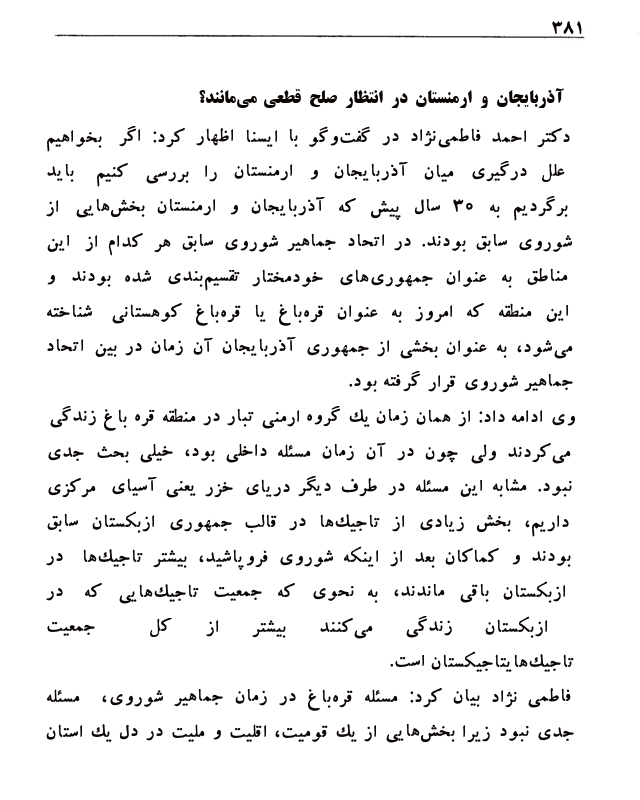 ۳۸۱
آذربایجان و ارمنستان در انتظار صلح قطعی می‌مانند؟
دکتر احمد فاطمی‌نژاد در گفت‌وگو با ایسنا اظهار کرد: اگر بخواهیم
علل درگیری میان آذربایجان و ارمنستان را بررسی کنیم باید
برگردیم به ۳۰ سال پیش که آذربایجان و ارمنستان بخش‌هایی از
شوروی سابق بودند. در اتحاد جماهیر شوروی سابق هر کدام از این
مناطق به عنوان جمهوری‌های خودمختار تقسیم‌بندی شده بودند و
این منطقه که امروز به عنوان قره‌باغ یا قره‌باغ کوهستانی شناخته
می‌شود، به عنوان بخشی از جمهوری آذربایجان آن زمان در بین اتحاد
جماهیر شوروی قرار گرفته بود.
وی ادامه داد: از همان زمان یك گروه ارمنی تبار در منطقه قره باغ زندگی
می‌کردند ولی چون در آن زمان مسئله داخلی بود، خیلی بحث جدی
نبود. مشابه این مسئله در طرف دیگر دریای خزر یعنی آسیای مرکزی
داریم، بخش زیادی از تاجیك‌ها در قالب جمهوری ازبکستان سابق
بودند و کماکان بعد از اینکه شوروی فروپاشید، بیشتر تاجیك‌ها در
ازبکستان باقی ماندند، به نحوی که جمعیت تاجیك‌هایی که در
ازبکستان زندگی می‌کنند بیشتر از کل جمعیت
تاجیك‌هایتاجیکستان است.
فاطمی نژاد بیان کرد: مسئله قره‌باغ در زمان جماهیر شوروی، مسئله
جدی نبود زیرا بخش‌هایی از یك قومیت، اقلیت و ملیت در دل یك استان